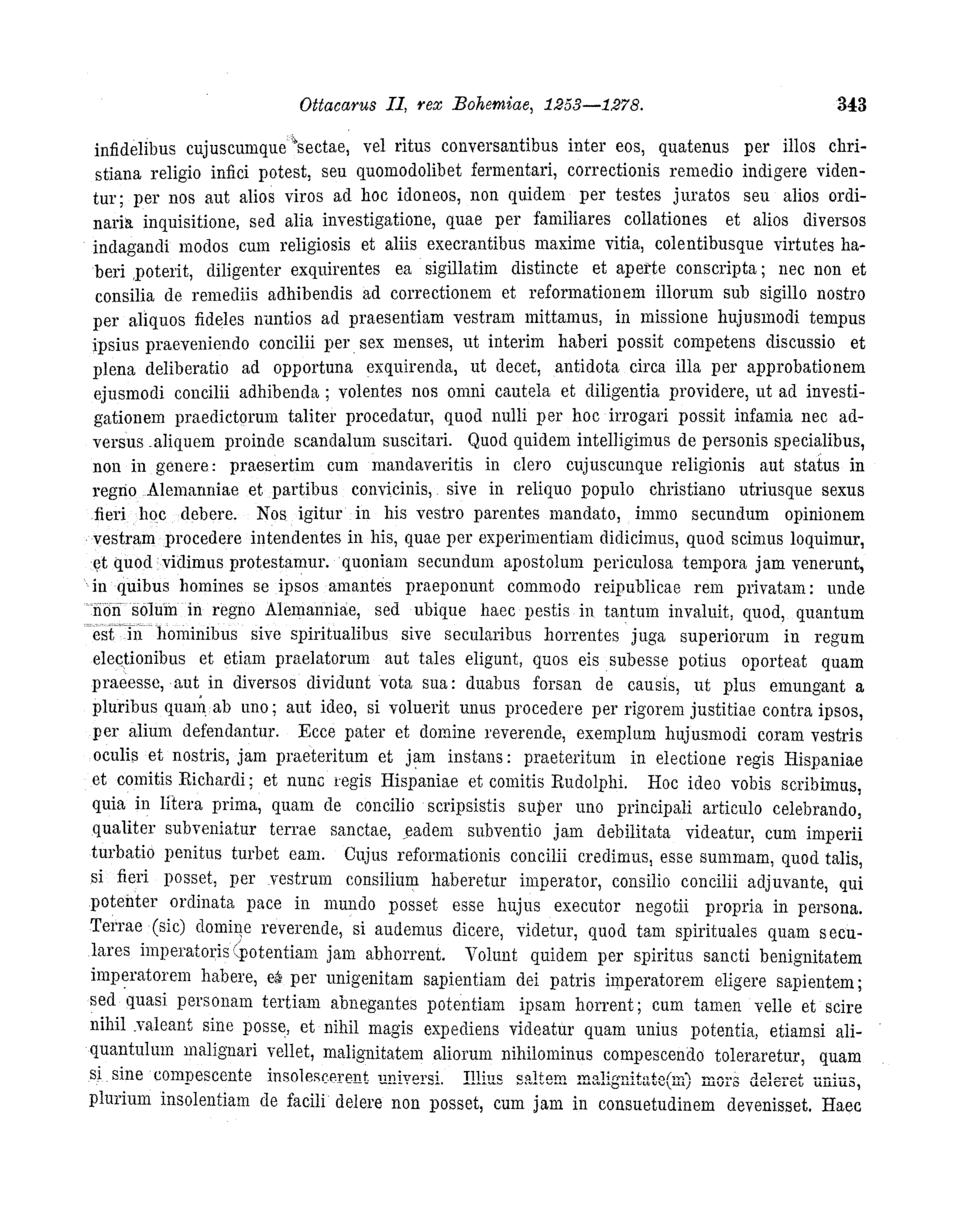 Ottacarus II, rex Bohemiae, 1253—1278. 343
infidelibus cujuscumque sectae, vel ritus conversantibus inter eos, quatenus per illos chri-
stiana religio infici potest, seu quomodolibet fermentari, correctionis remedio indigere viden-
tur; per nos aut alios viros ad hoc idoneos, non quidem per testes juratos seu alios ordi-
naria inquisitione, sed alia investigatione, quae per familiares collationes et alios diversos
indagandi modos cum religiosis et aliis execrantibus maxime vitia, colentibusque virtutes ha-
beri poterit, diligenter exquirentes ea sigillatim distincte et aperte conscripta; nec non et
consilia de remediis adhibendis ad correctionem et reformationem illorum sub sigillo nostro
per aliquos fideles nuntios ad praesentiam vestram mittamus, in missione hujusmodi tempus
ipsius praeveniendo concilii per sex menses, ut interim haberi possit competens discussio et
plena deliberatio ad opportuna exquirenda, ut decet, antidota circa illa per approbationem
ejusmodi concilii adhibenda; volentes nos omni cautela et diligentia providere, ut ad investi-
gationem praedictorum taliter procedatur, quod nulli per hoc irrogari possit infamia nec ad-
versus aliquem proinde scandalum suscitari. Quod quidem intelligimus de personis specialibus,
non in genere: praesertim cum mandaveritis in clero cujuscunque religionis aut status in
regno Alemanniae et partibus convicinis, sive in reliquo populo christiano utriusque sexus
fieri hoc debere. Nos igitur in his vestro parentes mandato, immo secundum opinionem
vestram procedere intendentes in his, quae per experimentiam didicimus, quod scimus loquimur,
et quod vidimus protestamur. quoniam secundum apostolum periculosa tempora jam venerunt,
in quibus homines se ipsos amantes praeponunt commodo reipublicae rem privatam: unde
non solum in regno Alemanniae, sed ubique haec pestis in tantum invaluit, quod, quantum
est in hominibus sive spiritualibus sive secularibus horrentes juga superiorum in regum
electionibus et etiam praelatorum aut tales eligunt, quos eis subesse potius oporteat quam
praeesse, aut in diversos dividunt vota sua: duabus forsan de causis, ut plus emungant a
pluribus quam ab uno; aut ideo, si voluerit unus procedere per rigorem justitiae contra ipsos,
per alium defendantur. Ecce pater et domine reverende, exemplum hujusmodi coram vestris
oculis et nostris, jam praeteritum et jam instans: praeteritum in electione regis Hispaniae
et comitis Richardi; et nunc regis Hispaniae et comitis Rudolphi. Hoc ideo vobis scribimus,
quia in litera prima, quam de concilio scripsistis super uno principali articulo celebrando,
qualiter subveniatur terrae sanctae, eadem subventio jam debilitata videatur, cum imperii
turbatio penitus turbet eam. Cujus reformationis concilii credimus, esse summam, quod talis,
si fieri posset, per vestrum consilium haberetur imperator, consilio concilii adjuvante, qui
potenter ordinata pace in mundo posset esse hujus executor negotii propria in persona.
Terrae (sic) domine reverende, si audemus dicere, videtur, quod tam spirituales quam secu-
lares imperatoris potentiam jam abhorrent. Volunt quidem per spiritus sancti benignitatem
imperatorem habere, et per unigenitam sapientiam dei patris imperatorem eligere sapientem;
sed quasi personam tertiam abnegantes potentiam ipsam horrent; cum tamen velle et scire
nihil valeant sine posse, et nihil magis expediens videatur quam unius potentia, etiamsi ali-
quantulum malignari vellet, malignitatem aliorum nihilominus compescendo toleraretur, quam
si sine compescente insolescerent universi. Illius saltem malignitate(m) mors deleret unius,
plurium insolentiam de facili delere non posset, cum jam in consuetudinem devenisset. Haec